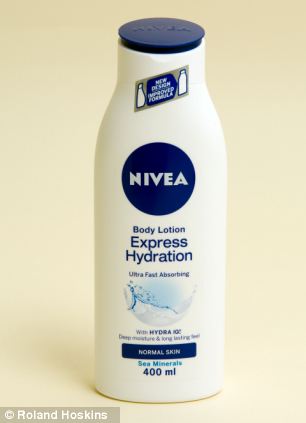 NEW
DESIGN
IMPROVED
FORMULA
NIVEA
Body Lotion
Express
Hydration
Ultra Fast Absorbing
With HYDRA IQ
Deep moisture & long lasting feel
NORMAL SKIN
Sea Minerals
400 ml
© Roland Hoskins